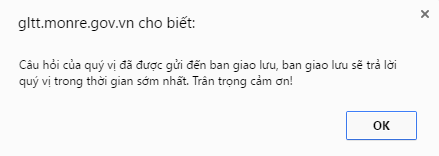 gltt.monre.gov.vn cho biết:
Câu hỏi của quý vị đã được gửi đến ban giao lưu, ban giao lưu sẽ trả lời
quý vị trong thời gian sớm nhất. Trân trọng cảm ơn!
OK